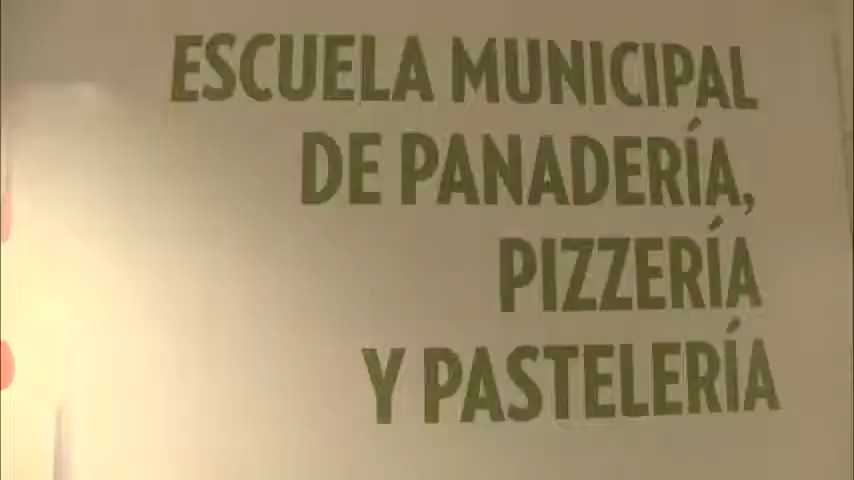 ESCUELA MUNICIPAL
DE PANADERÍA,
PIZZERÍA
Y PASTELERÍA